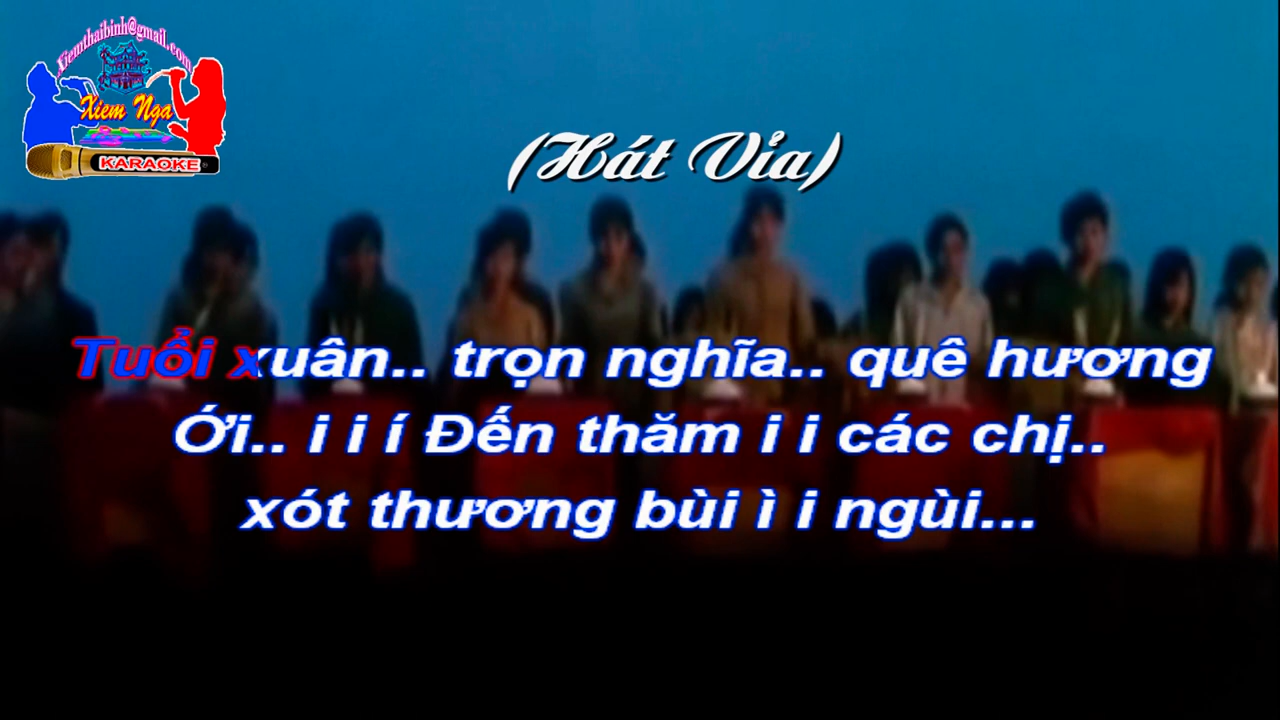 Xiemthaibinh@gmail.com
Xiem Nga
KARAOKE
(Hát Vỉa)
Tuổi xuân.. trọn nghĩa.. quê hương
Ới.. i i í Đến thăm i i các chị..
xót thương bùi ì i ngùi...